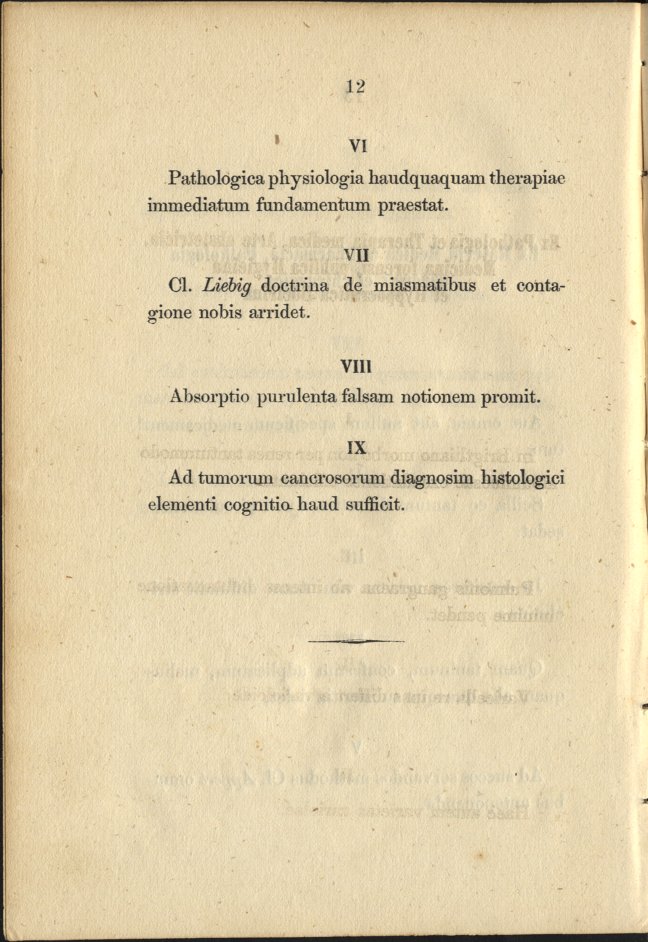 12
VI
Pathologica physiologia haudquaquam therapiae
immediatum fundamentum praestat.
VII
Cl. Liebig doctrina de miasmatibus et conta-
gione nobis arridet.
VIII
Absorptio purulenta falsam notionem promit.
IX
Ad tumorum cancrosorum diagnosim histologici
elementi cognitio haud sufficit.